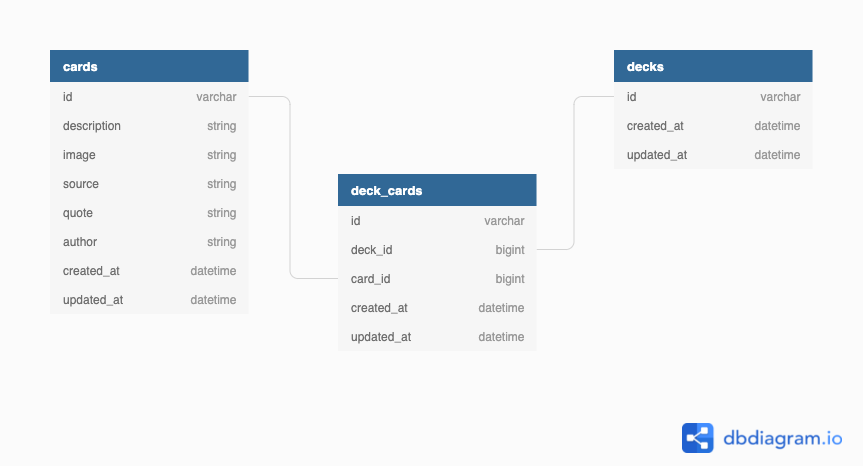 cards
id varchar
description string
image string
source string
quote string
author string
created_at datetime
updated_at datetime
deck_cards
id varchar
deck_id bigint
card_id bigint
created_at datetime
updated_at datetime
decks
id varchar
created_at datetime
updated_at datetime
dbdiagram.io